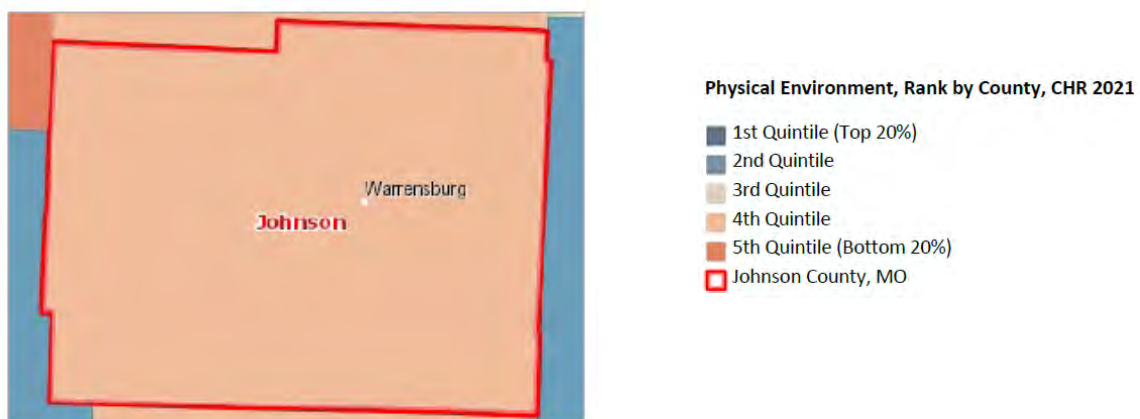 Warrensburg
Johnson
Physical Environment, Rank by County, CHR 2021
1st Quintile (Top 20%)
2nd Quintile
3rd Quintile
4th Quintile
5th Quintile (Bottom 20%)
Johnson County, MO